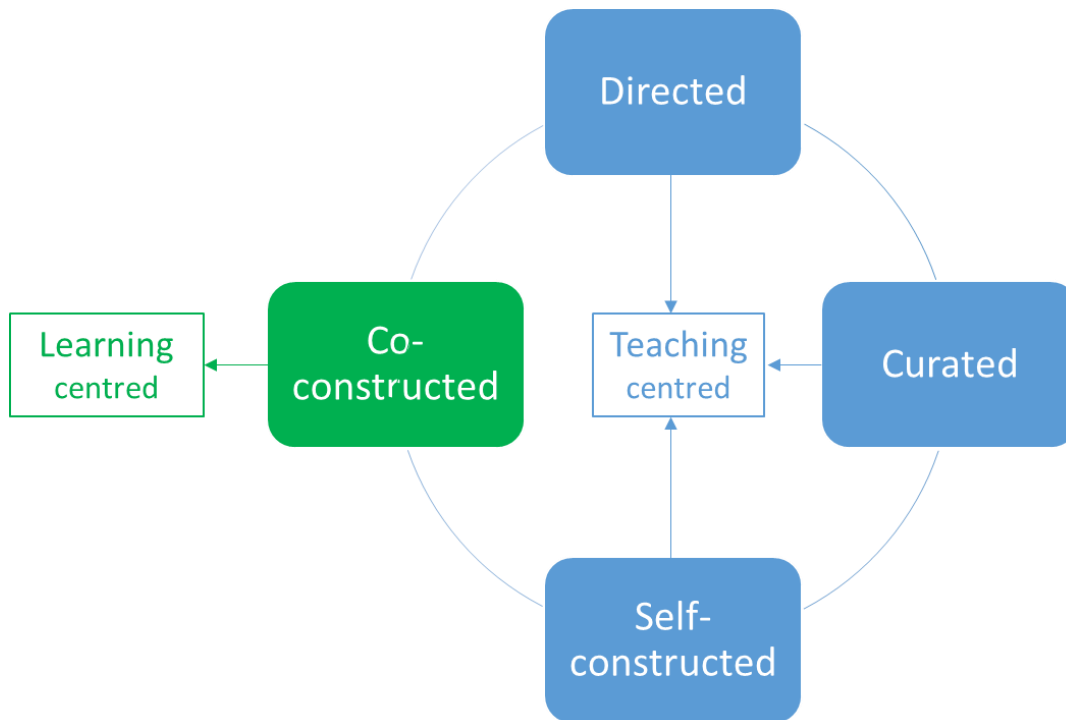 Directed
Learning
centred
Co-
constructed
Teaching
centred
Curated
Self-
constructed